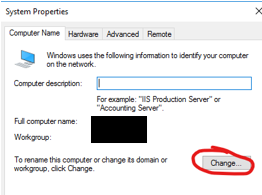 System Properties
Computer Name
Hardware
Advanced
Remote
Windows uses the following information to identify your computer
on the network.
Computer description:
For example: "IIS Production Server" or
"Accounting Server".
Full computer name:
Workgroup:
To rename this computer or change its domain or
workgroup, click Change.
Change...